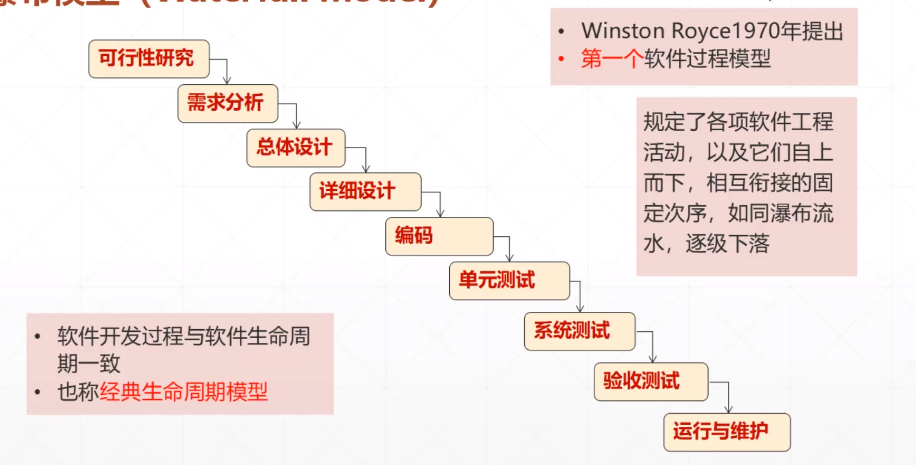 瀑布模型（Waterfall model）
• Winston Royce1970年提出
• 第一个软件过程模型
可行性研究
需求分析
规定了各项软件工程
活动，以及它们自上
而下，相互衔接的固
定次序，如同瀑布流
水，逐级下落
总体设计
详细设计
编码
单元测试
系统测试
• 软件开发过程与软件生命周
期一致
• 也称经典生命周期模型
验收测试
运行与维护